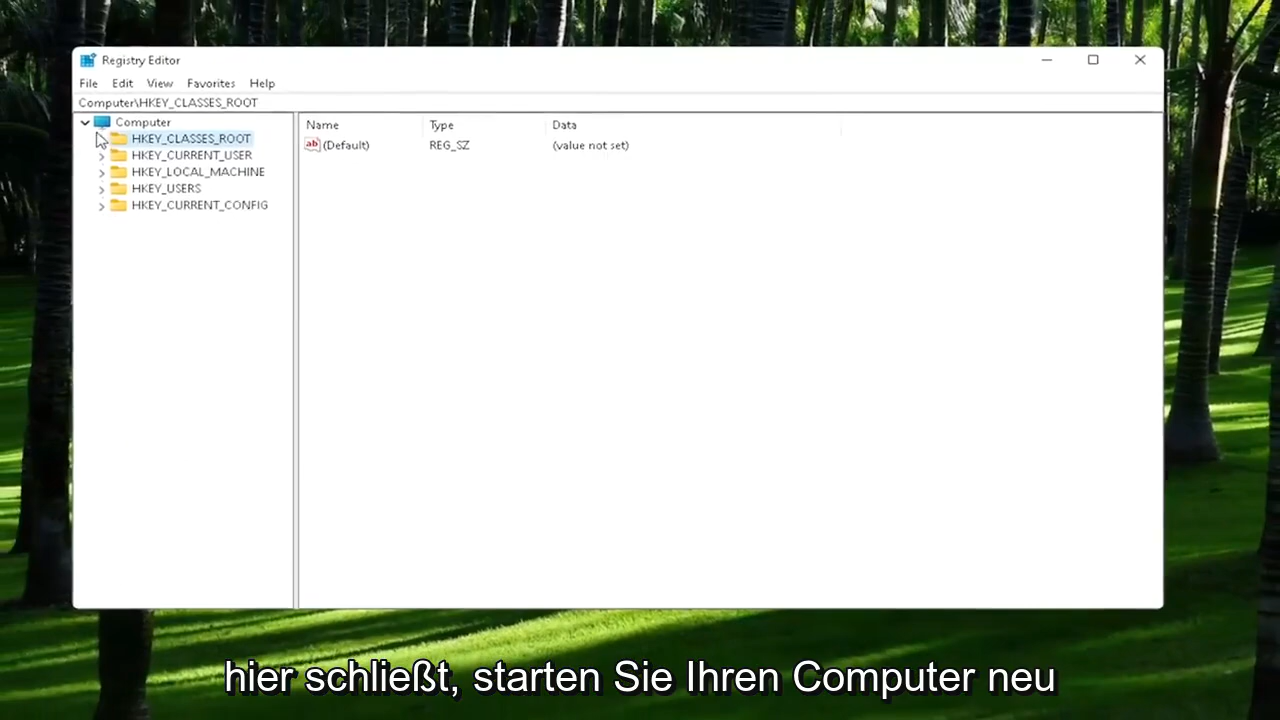 Registry Editor
File Edit View Favorites Help
Computer\HKEY_CLASSES_ROOT
Computer
HKEY_CLASSES_ROOT
HKEY_CURRENT_USER
HKEY_LOCAL_MACHINE
HKEY_USERS
HKEY_CURRENT_CONFIG
Name Type Data
ab (Default) REG_SZ (value not set)
hier schließt, starten Sie Ihren Computer neu